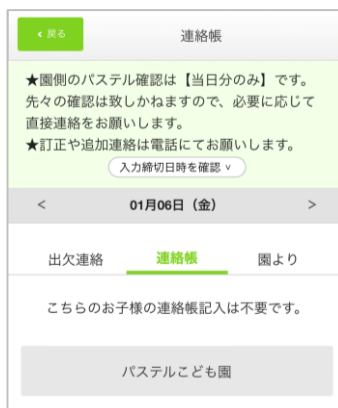 < 戻る
連絡帳
★園側のパステル確認は【当日分のみ】です。
先々の確認は致しかねますので、必要に応じて
直接連絡をお願いします。
★訂正や追加連絡は電話にてお願いします。
入力締切日時を確認 ∨
< 01月06日（金） >
出欠連絡 連絡帳 園より
こちらのお子様の連絡帳記入は不要です。
パステルこども園